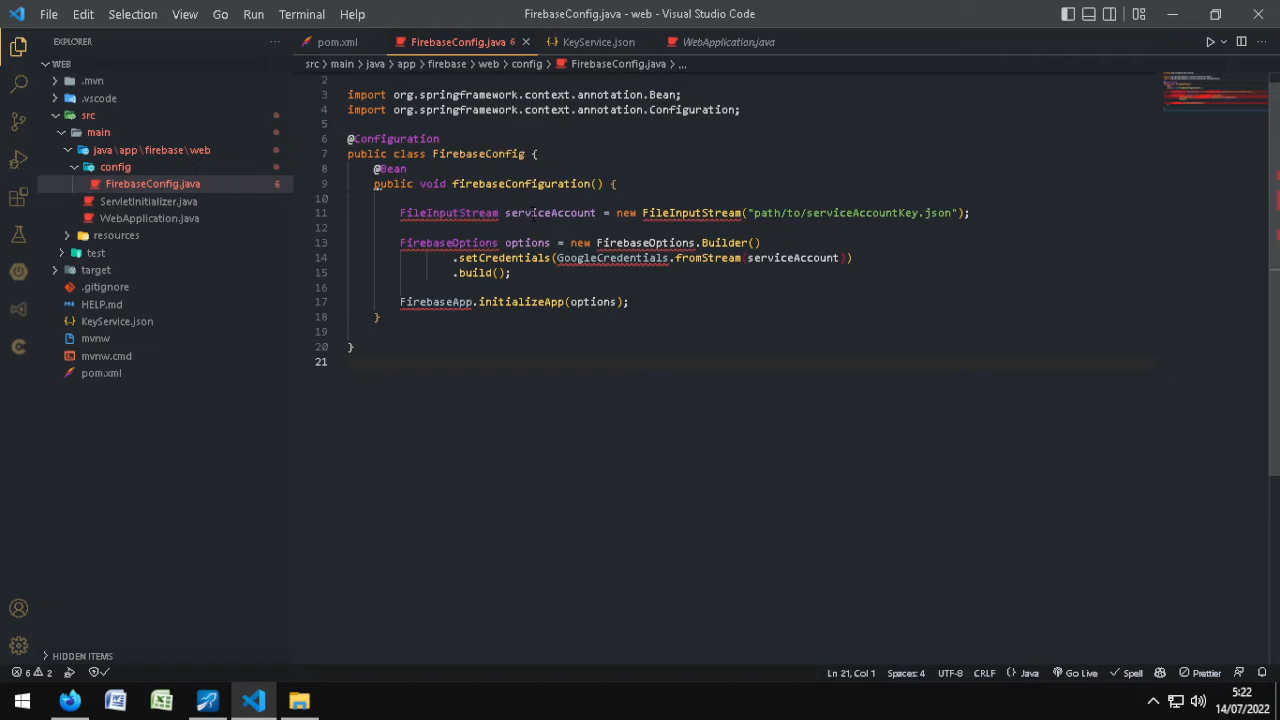 File Edit Selection View Go Run Terminal Help FirebaseConfig.java - web - Visual Studio Code
EXPLORER ...
pom.xml FirebaseConfig.java 6 KeyService.json WebApplication.java
src > main > java > app > firebase > web > config > FirebaseConfig.java > ...
WEB
.mvn
.vscode
src
main
java\app\firebase\web
config
FirebaseConfig.java 6
ServletInitializer.java
WebApplication.java
resources
test
target
.gitignore
HELP.md
KeyService.json
mvnw
mvnw.cmd
pom.xml
HIDDEN ITEMS
2
3 import org.springframework.context.annotation.Bean;
4 import org.springframework.context.annotation.Configuration;
5
6 @Configuration
7 public class FirebaseConfig {
8 @Bean
9 public void firebaseConfiguration() {
10
11 FileInputStream serviceAccount = new FileInputStream("path/to/serviceAccountKey.json");
12
13 FirebaseOptions options = new FirebaseOptions.Builder()
14 .setCredentials(GoogleCredentials.fromStream(serviceAccount))
15 .build();
16
17 FirebaseApp.initializeApp(options);
18 }
19
20 }
21
6 2 Ln 21, Col 1 Spaces: 4 UTF-8 CRLF {} Java Go Live Spell Prettier
5:22
14/07/2022